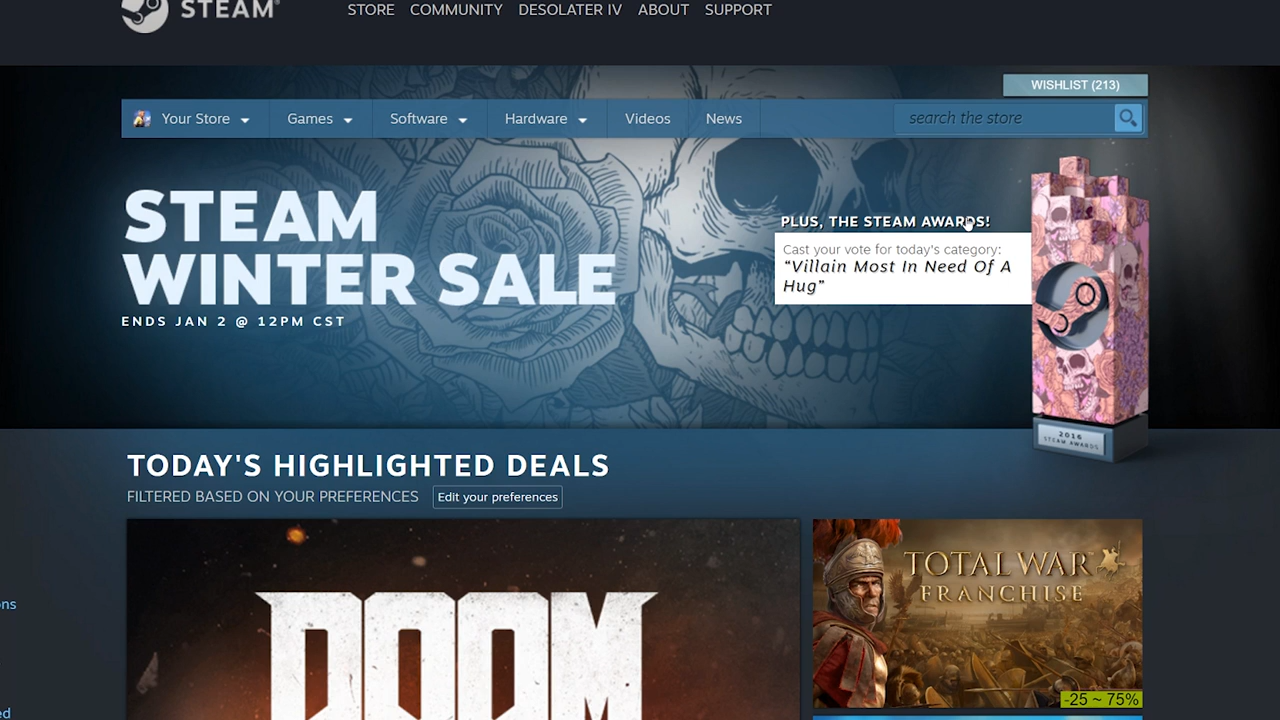 STEAM
STORE COMMUNITY DESOLATER IV ABOUT SUPPORT
WISHLIST (213)
Your Store Games Software Hardware Videos News search the store
STEAM
WINTER SALE
ENDS JAN 2 @ 12PM CST
PLUS, THE STEAM AWARDS!
Cast your vote for today's category:
“Villain Most In Need Of A
Hug”
2016
STEAM AWARDS
TODAY'S HIGHLIGHTED DEALS
FILTERED BASED ON YOUR PREFERENCES Edit your preferences
DOOM
TOTAL WAR
FRANCHISE
-25 ~ 75%
ons
ed